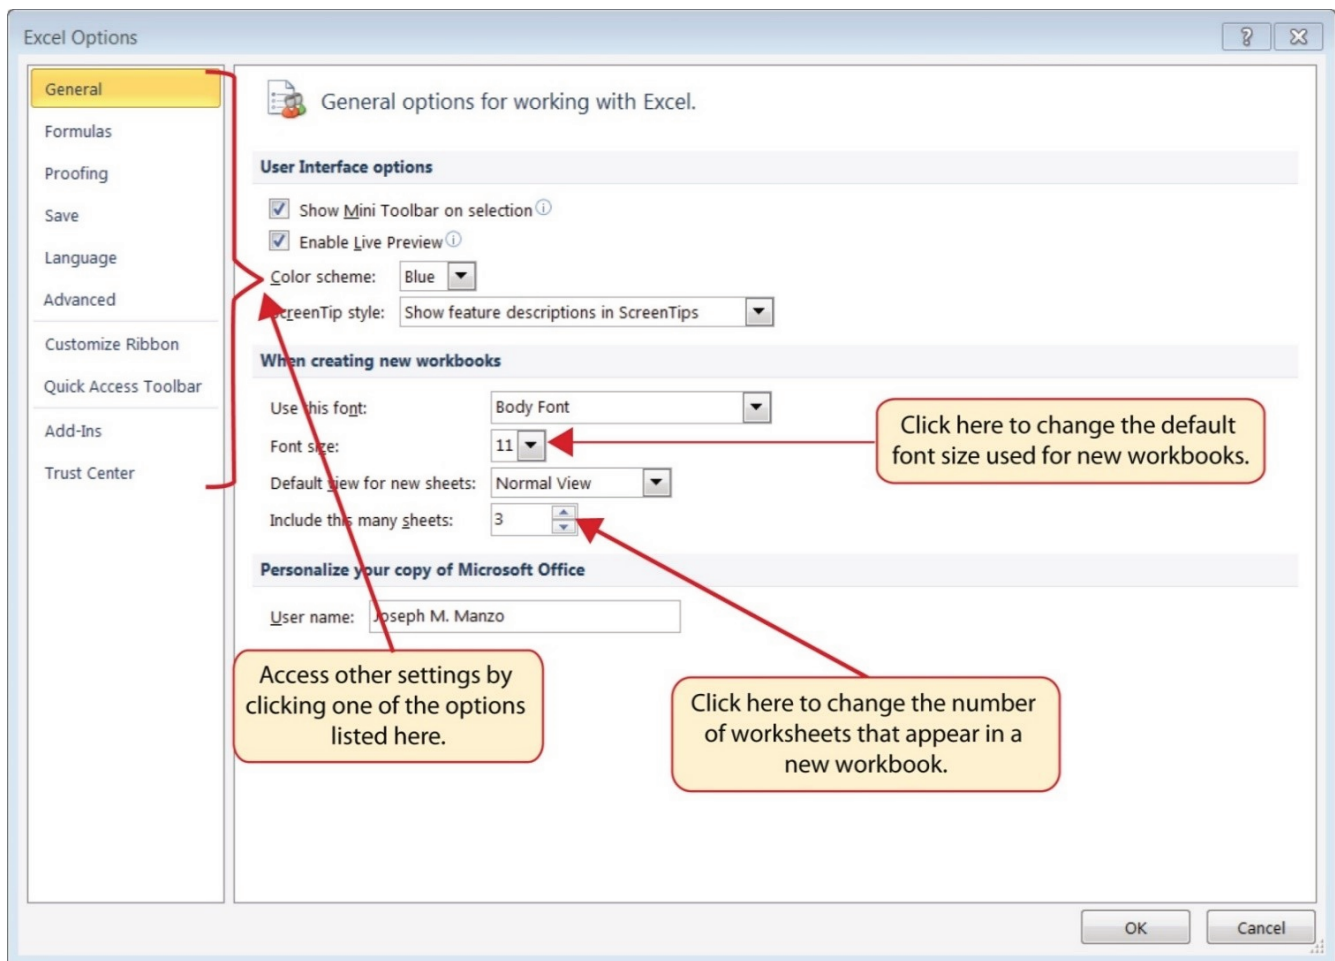 Excel Options
General
Formulas
Proofing
Save
Language
Advanced
Customize Ribbon
Quick Access Toolbar
Add-Ins
Trust Center
General options for working with Excel.
User Interface options
Show Mini Toolbar on selection
Enable Live Preview
Color scheme: Blue
ScreenTip style: Show feature descriptions in ScreenTips
When creating new workbooks
Use this font: Body Font
Font size: 11
Default view for new sheets: Normal View
Include this many sheets: 3
Personalize your copy of Microsoft Office
User name: Joseph M. Manzo
Click here to change the default
font size used for new workbooks.
Access other settings by
clicking one of the options
listed here.
Click here to change the number
of worksheets that appear in a
new workbook.
OK
Cancel